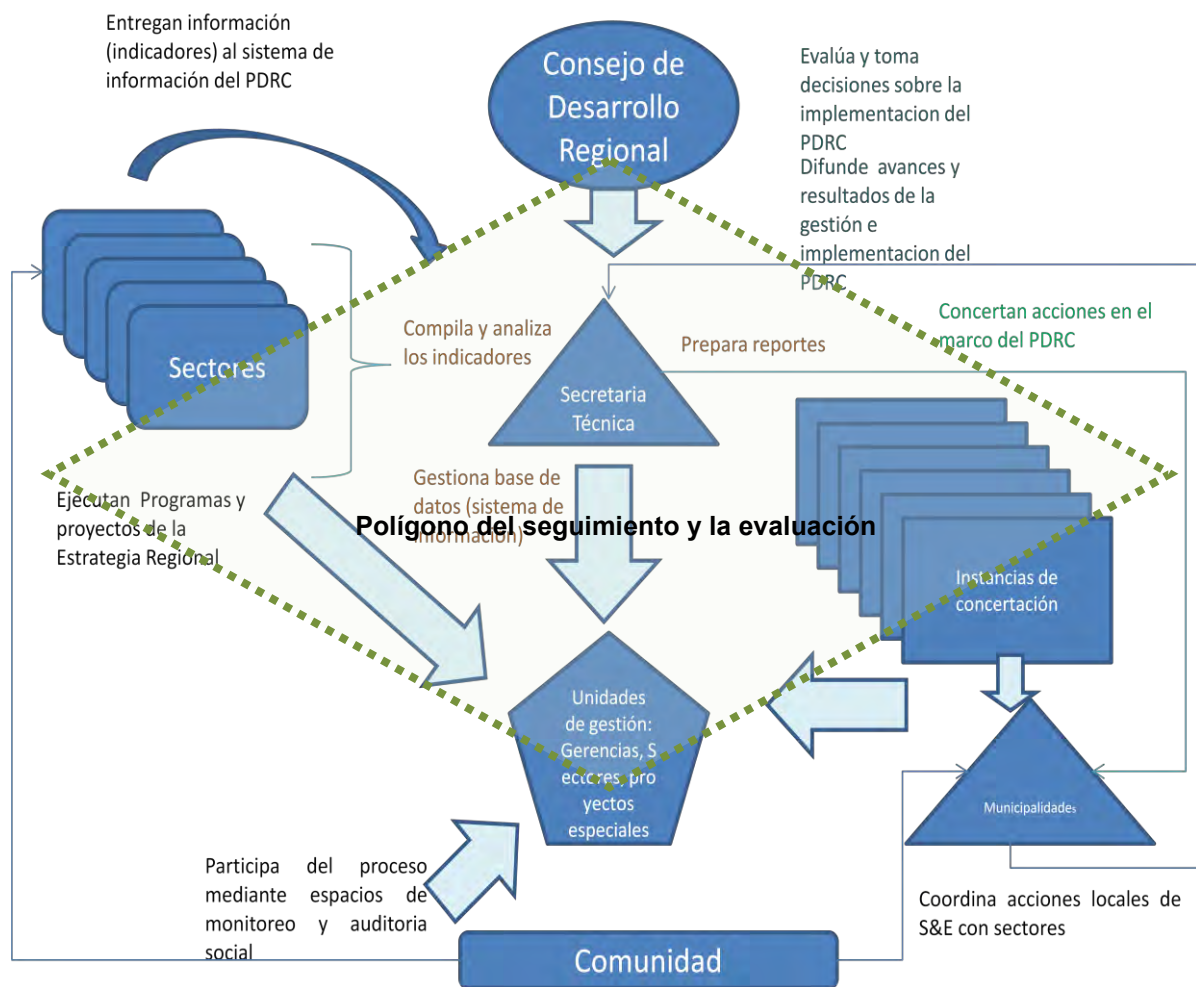 Entregan información
(indicadores) al sistema de
información del PDRC
Consejo de
Desarrollo
Regional
Evalúa y toma
decisiones sobre la
implementacion del
PDRC
Difunde avances y
resultados de la
gestión e
implementacion del
PDRC
Concertan acciones en el
marco del PDRC
Sectores
Compila y analiza
los indicadores
Prepara reportes
Secretaria
Técnica
Ejecutan Programas y
proyectos de la
Estrategia Regional
Gestiona base de
datos (sistema de
información)
Polígono del seguimiento y la evaluación
Instancias de
concertación
Unidades
de gestión:
Gerencias, S
ectores, pro
yectos
especiales
Municipalidades
Participa del proceso
mediante espacios de
monitoreo y auditoria
social
Coordina acciones locales de
S&E con sectores
Comunidad